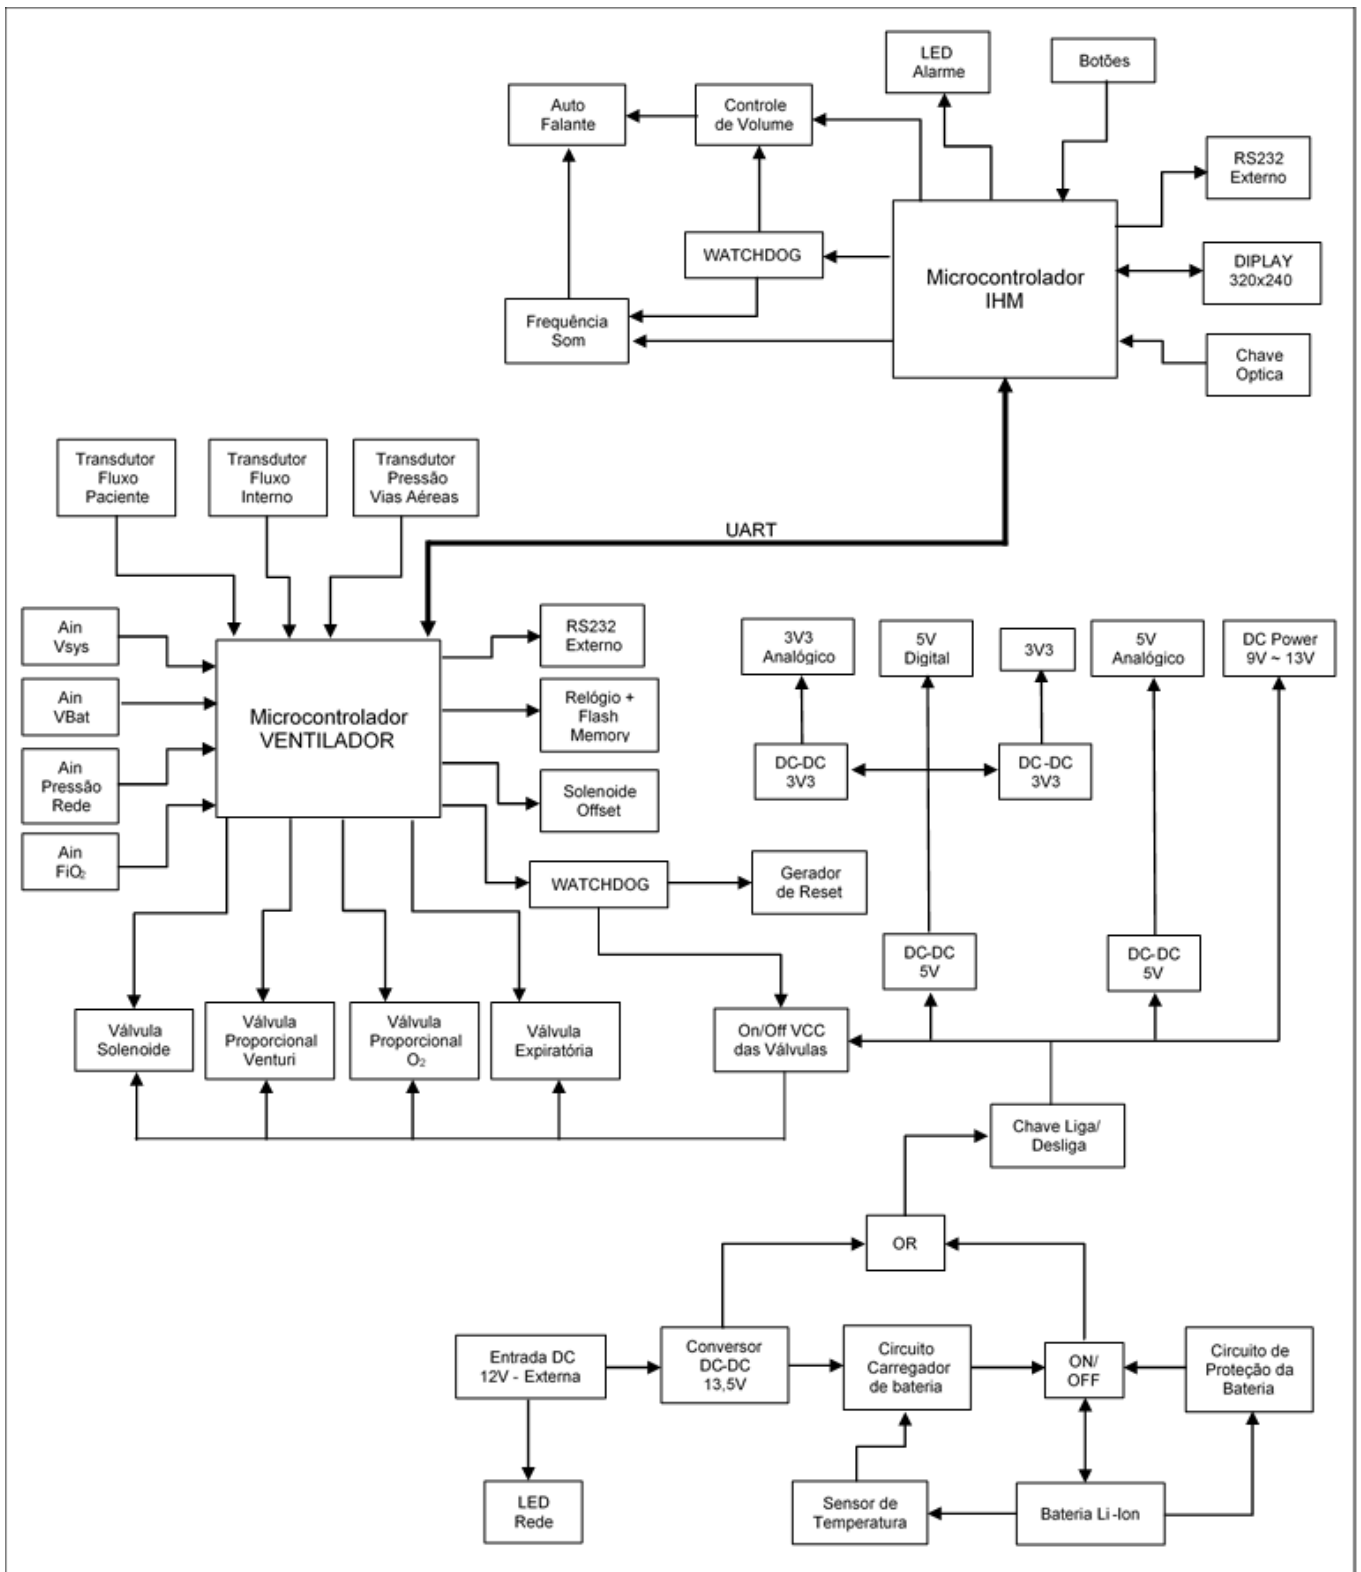 LED
Alarme
Botões
Auto
Falante
Controle
de Volume
RS232
Externo
WATCHDOG
Microcontrolador
IHM
DIPLAY
320x240
Frequência
Som
Chave
Optica
Transdutor
Fluxo
Paciente
Transdutor
Fluxo
Interno
Transdutor
Pressão
Vias Aéreas
UART
Ain
Vsys
RS232
Externo
3V3
Analógico
5V
Digital
3V3
5V
Analógico
DC Power
9V ~ 13V
Ain
VBat
Microcontrolador
VENTILADOR
Relógio +
Flash
Memory
Ain
Pressão
Rede
DC-DC
3V3
DC-DC
3V3
Solenoide
Offset
Ain
FiO₂
WATCHDOG
Gerador
de Reset
DC-DC
5V
DC-DC
5V
Válvula
Solenoide
Válvula
Proporcional
Venturi
Válvula
Proporcional
O₂
Válvula
Expiratória
On/Off VCC
das Válvulas
Chave Liga/
Desliga
OR
Entrada DC
12V - Externa
Conversor
DC-DC
13,5V
Circuito
Carregador
de bateria
ON/
OFF
Circuito de
Proteção da
Bateria
LED
Rede
Sensor de
Temperatura
Bateria Li-Ion